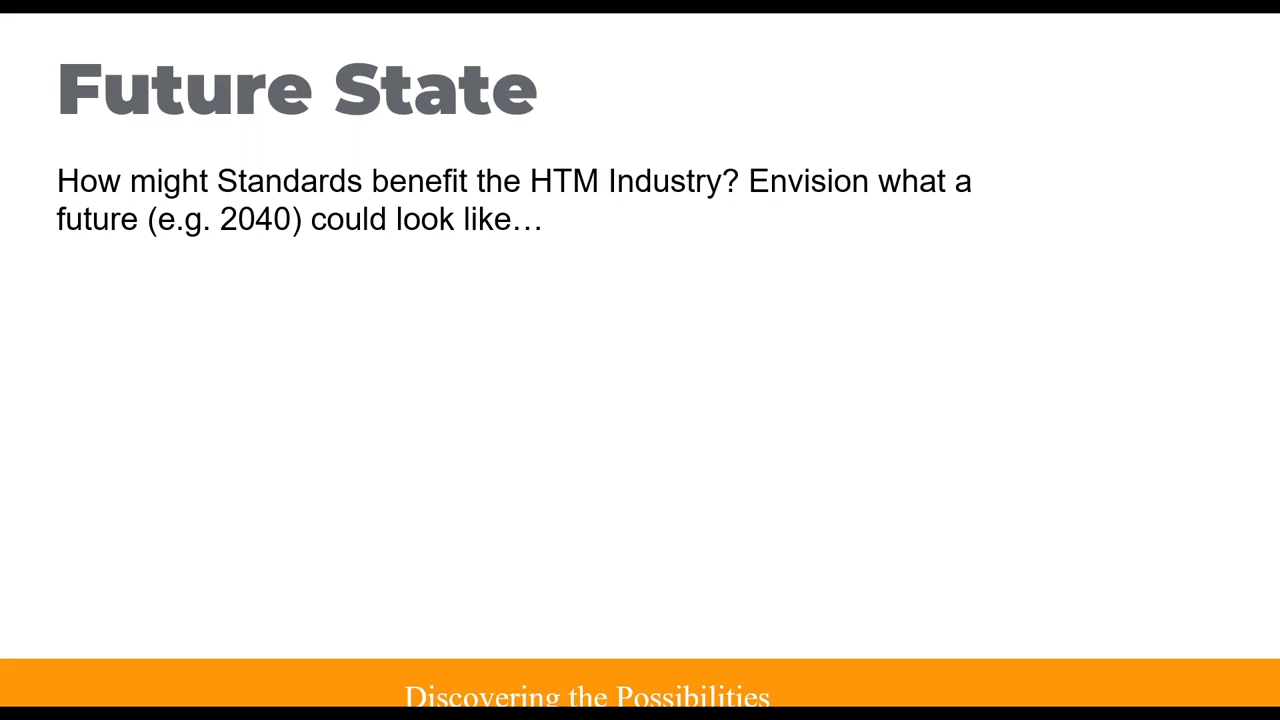 Future State
How might Standards benefit the HTM Industry? Envision what a
future (e.g. 2040) could look like…
Discovering the Possibilities